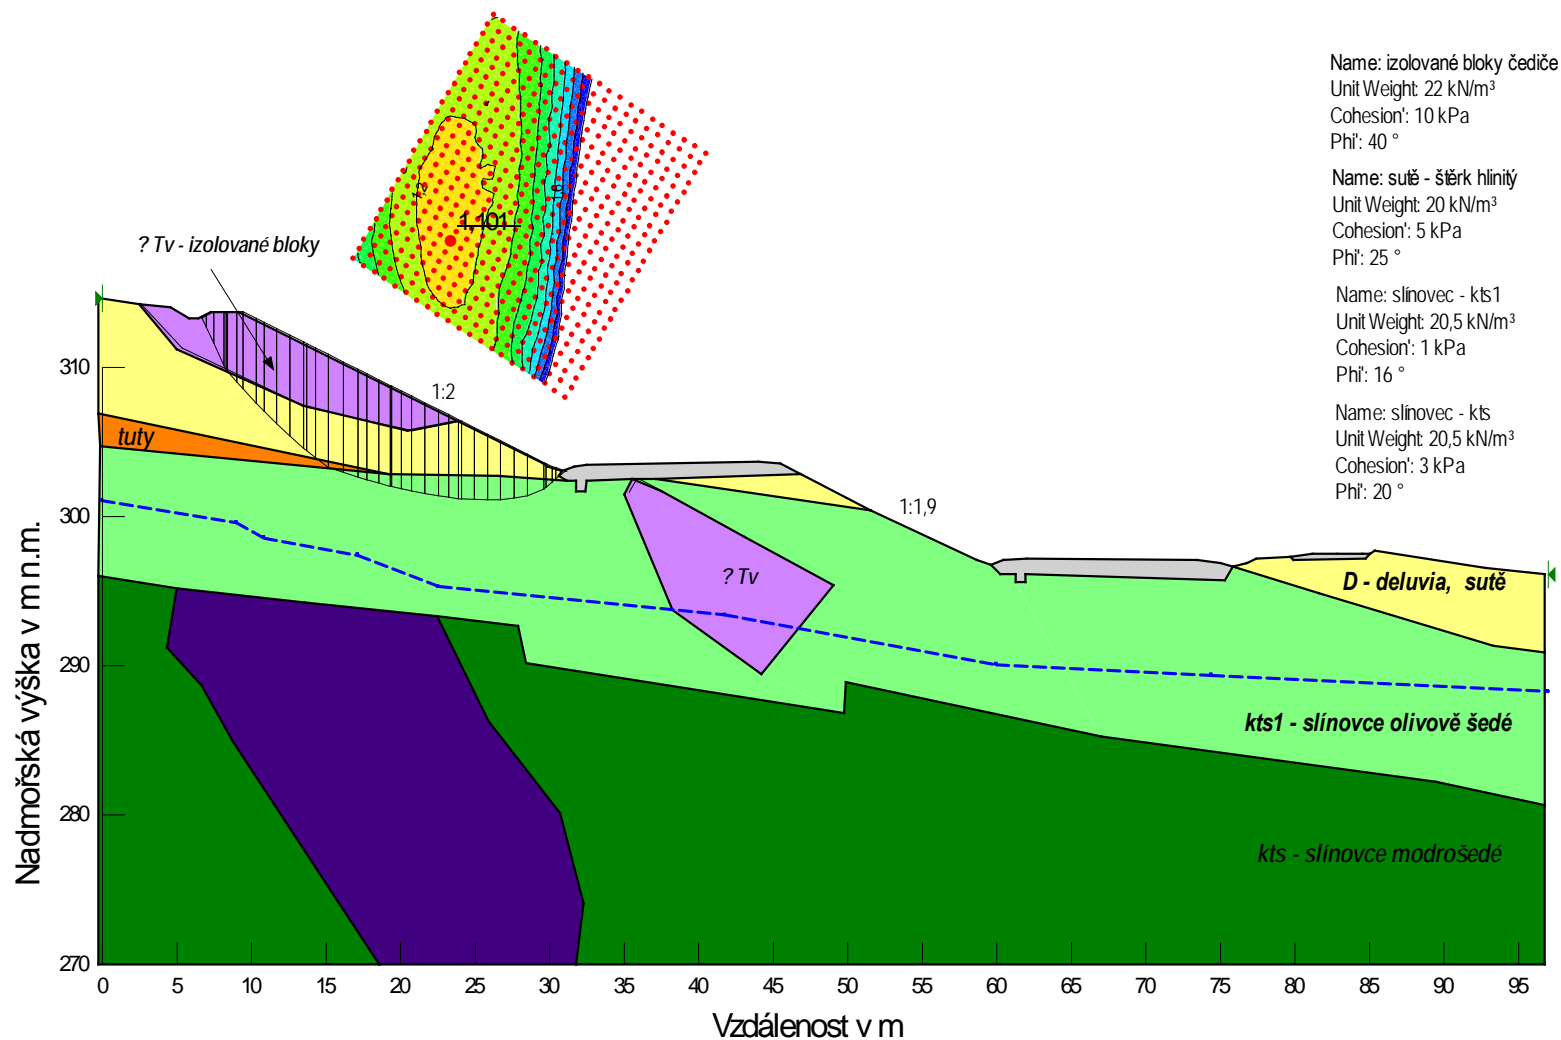 Name: izolované bloky čediče
Unit Weight: 22 kN/m³
Cohesion': 10 kPa
Phi': 40 °
Name: sutě - štěrk hlinitý
Unit Weight: 20 kN/m³
Cohesion': 5 kPa
Phi': 25 °
Name: slínovec - kts1
Unit Weight: 20,5 kN/m³
Cohesion': 1 kPa
Phi': 16 °
Name: slínovec - kts
Unit Weight: 20,5 kN/m³
Cohesion': 3 kPa
Phi': 20 °
1,2
1,6
1,101
? Tv - izolované bloky
1:2
tuty
1:1,9
? Tv
D - deluvia, sutě
kts1 - slínovce olivově šedé
kts - slínovce modrošedé
310
300
290
280
270
Nadmořská výška v m n.m.
0 5 10 15 20 25 30 35 40 45 50 55 60 65 70 75 80 85 90 95
Vzdálenost v m